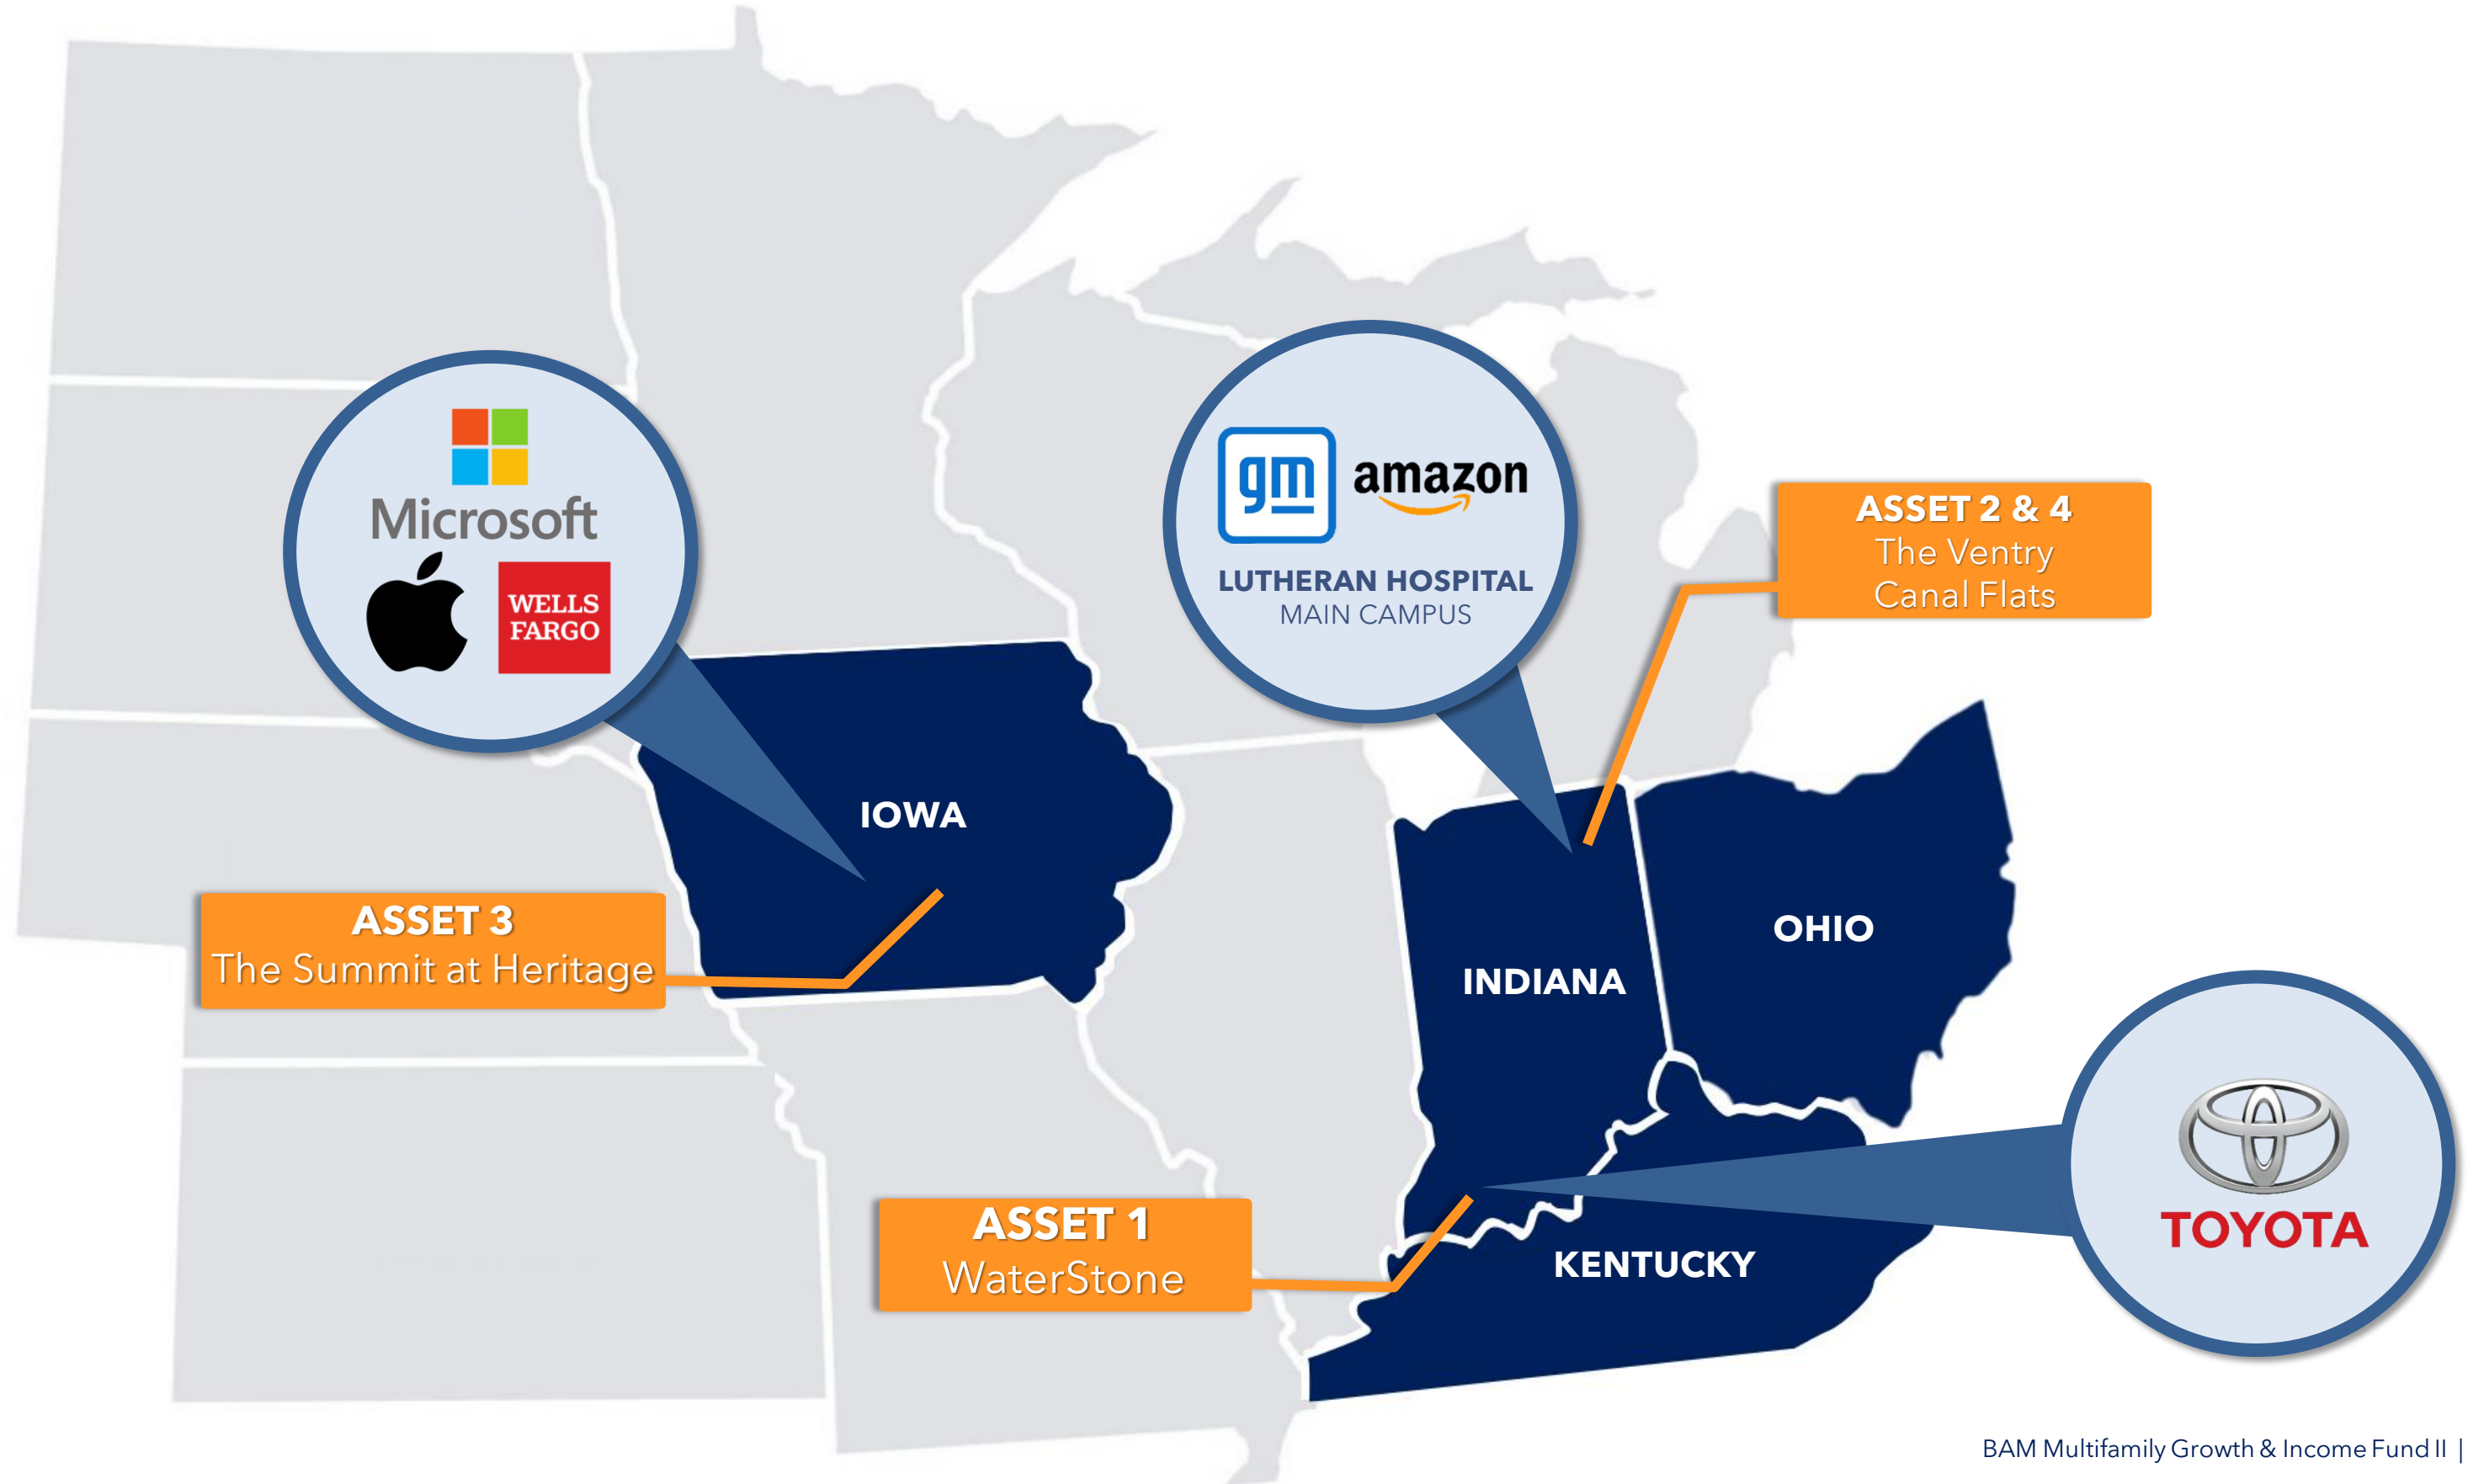 Microsoft
WELLS
FARGO
gm
amazon
LUTHERAN HOSPITAL
MAIN CAMPUS
ASSET 2 & 4
The Ventry
Canal Flats
IOWA
ASSET 3
The Summit at Heritage
OHIO
INDIANA
TOYOTA
ASSET 1
WaterStone
KENTUCKY
BAM Multifamily Growth & Income Fund II |